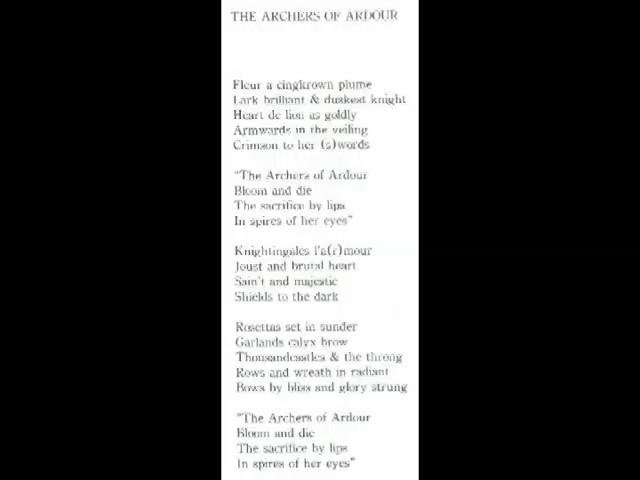 THE ARCHERS OF ARDOUR
Fleur a cingkrown plume
Lark brilliant & duskest knight
Heart de lion as goldly
Armwards in the veiling
Crimson to her (s)words
"The Archers of Ardour
Bloom and die
The sacrifice by lips
In spires of her eyes"
Knightingales l'a(r)mour
Joust and brutal heart
Sain't and majestic
Shields to the dark
Rosettas set in sunder
Garlands calyx brow
Thousandcastles & the throng
Rows and wreath in radiant
Bows by bliss and glory strung
"The Archers of Ardour
Bloom and die
The sacrifice by lips
In spires of her eyes"